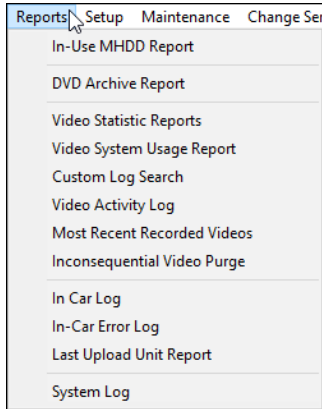 Reports Setup Maintenance Change Ser
In-Use MHDD Report
DVD Archive Report
Video Statistic Reports
Video System Usage Report
Custom Log Search
Video Activity Log
Most Recent Recorded Videos
Inconsequential Video Purge
In Car Log
In-Car Error Log
Last Upload Unit Report
System Log